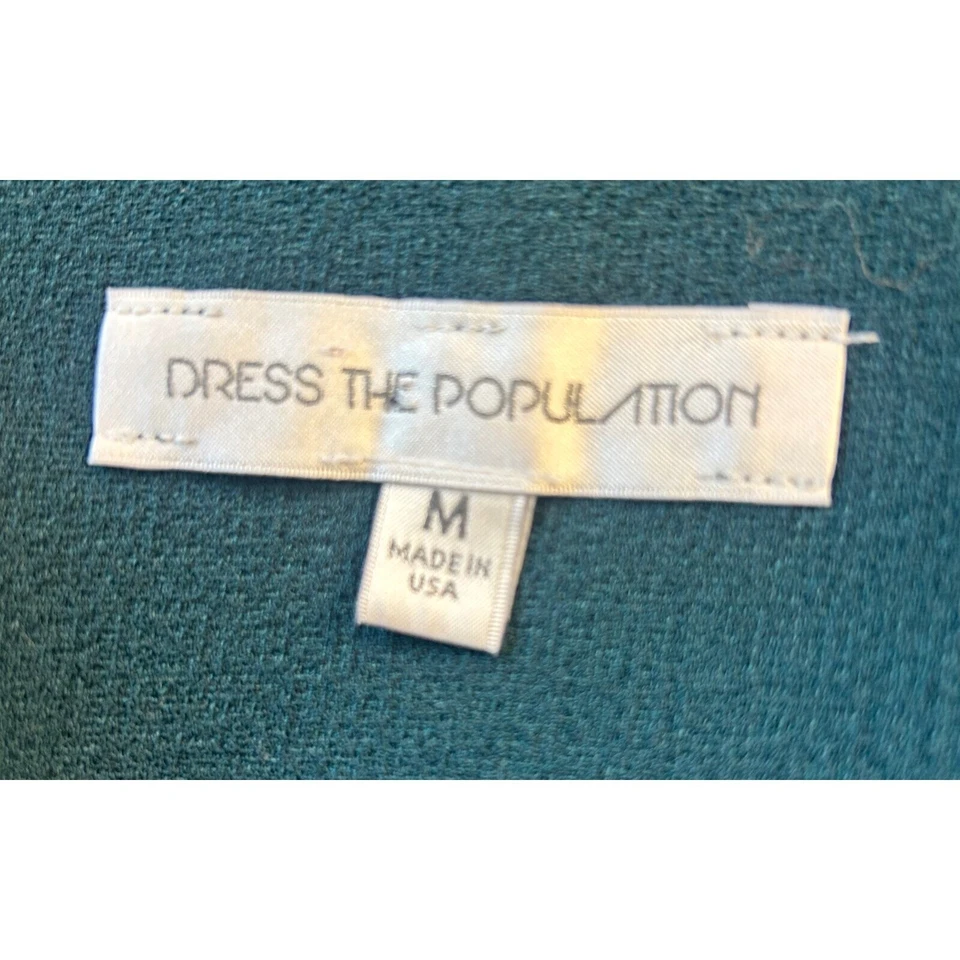 DRESS THE POPULATION
M
MADE IN
USA